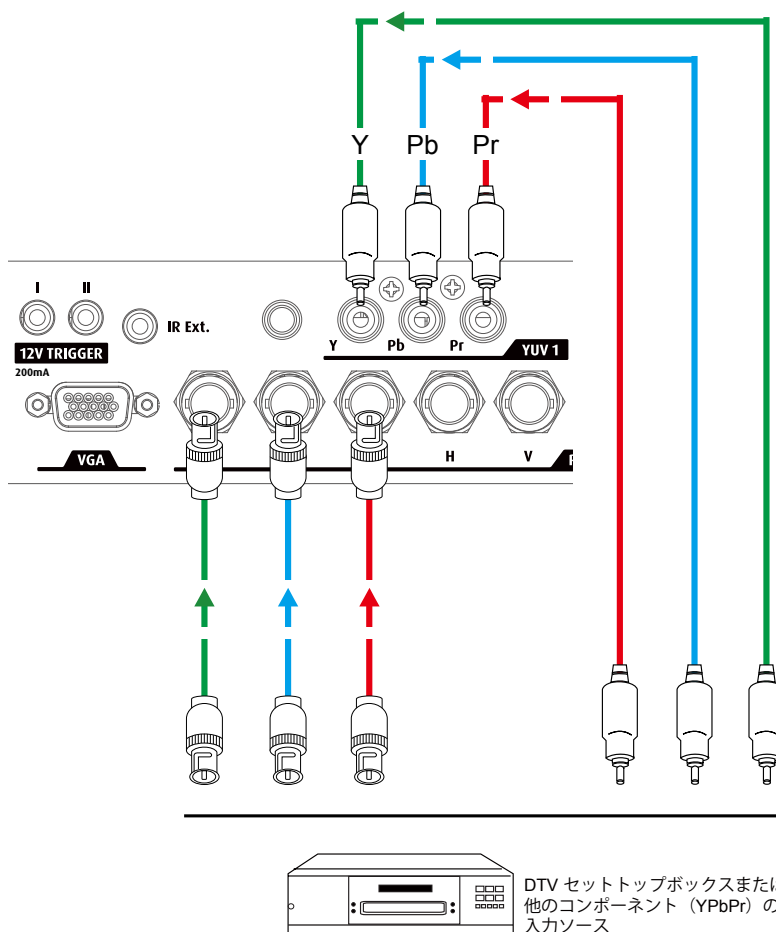 Y Pb Pr
I II
IR Ext.
12V TRIGGER
200mA
Y Pb Pr YUV 1
VGA
H V
DTV セットトップボックスまたは
他のコンポーネント（YPbPr）の
入力ソース